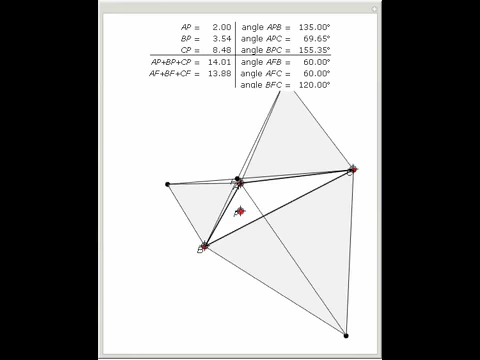 AP = 2.00 angle APB = 135.00°
BP = 3.54 angle APC = 69.65°
CP = 8.48 angle BPC = 155.35°
AP+BP+CP = 14.01 angle AFB = 60.00°
AF+BF+CF = 13.88 angle AFC = 60.00°
angle BFC = 120.00°
B